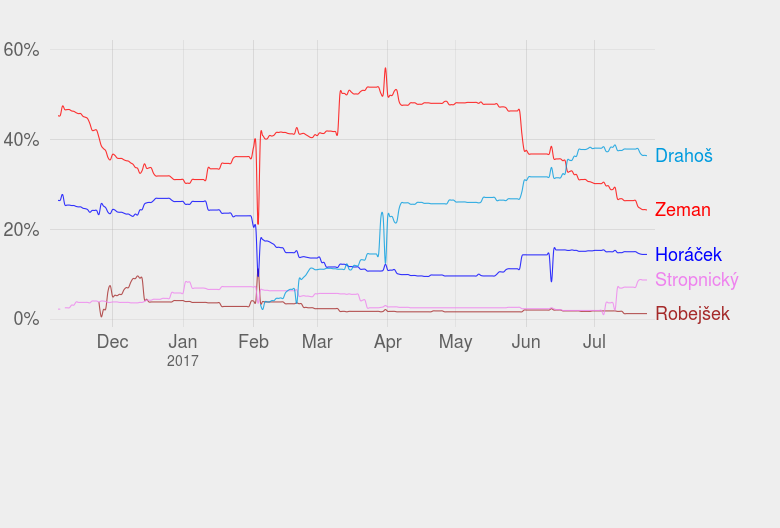 60%
40%
20%
0%
Drahoš
Zeman
Horáček
Stropnický
Robejšek
Dec Jan Feb Mar Apr May Jun Jul
2017